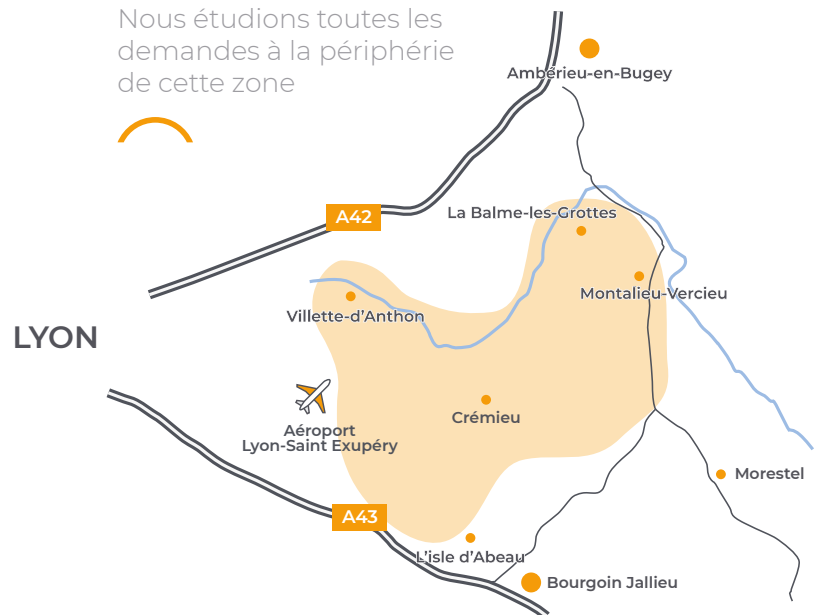 Nous étudions toutes les
demandes à la périphérie
de cette zone
Ambérieu-en-Bugey
A42
La Balme-les-Grottes
Montalieu-Vercieu
Villette-d’Anthon
LYON
Crémieu
Aéroport
Lyon-Saint Exupéry
Morestel
A43
L’isle d’Abeau
Bourgoin Jallieu